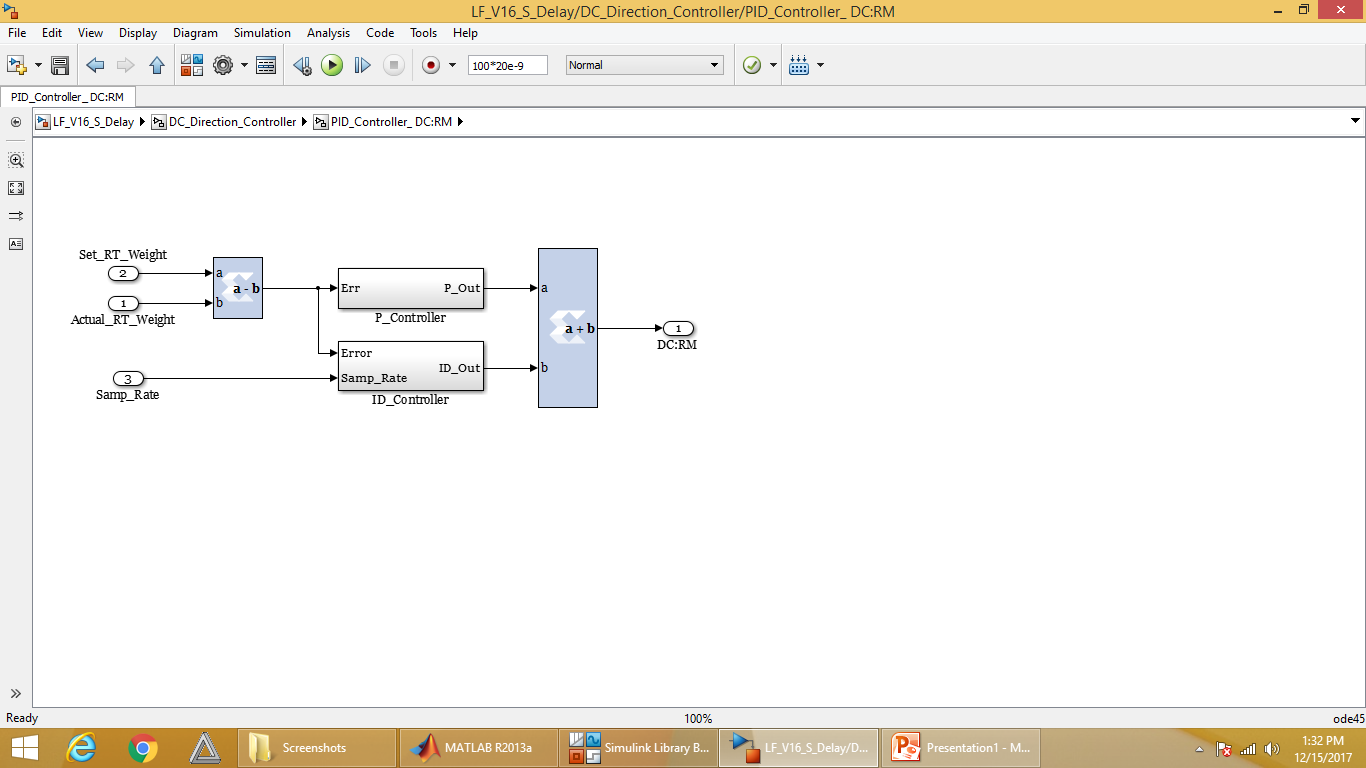 LF_V16_S_Delay/DC_Direction_Controller/PID_Controller_ DC:RM
File Edit View Display Diagram Simulation Analysis Code Tools Help
100*20e-9 Normal
PID_Controller_ DC:RM
LF_V16_S_Delay DC_Direction_Controller PID_Controller_ DC:RM
Set_RT_Weight
2
a
a - b
1
b
Actual_RT_Weight
Err P_Out
P_Controller
Error
ID_Out
Samp_Rate
ID_Controller
3
Samp_Rate
a
a + b
b
1
DC:RM
Ready 100% ode45
Screenshots MATLAB R2013a Simulink Library B... LF_V16_S_Delay/D... Presentation1 - M...
1:32 PM
12/15/2017